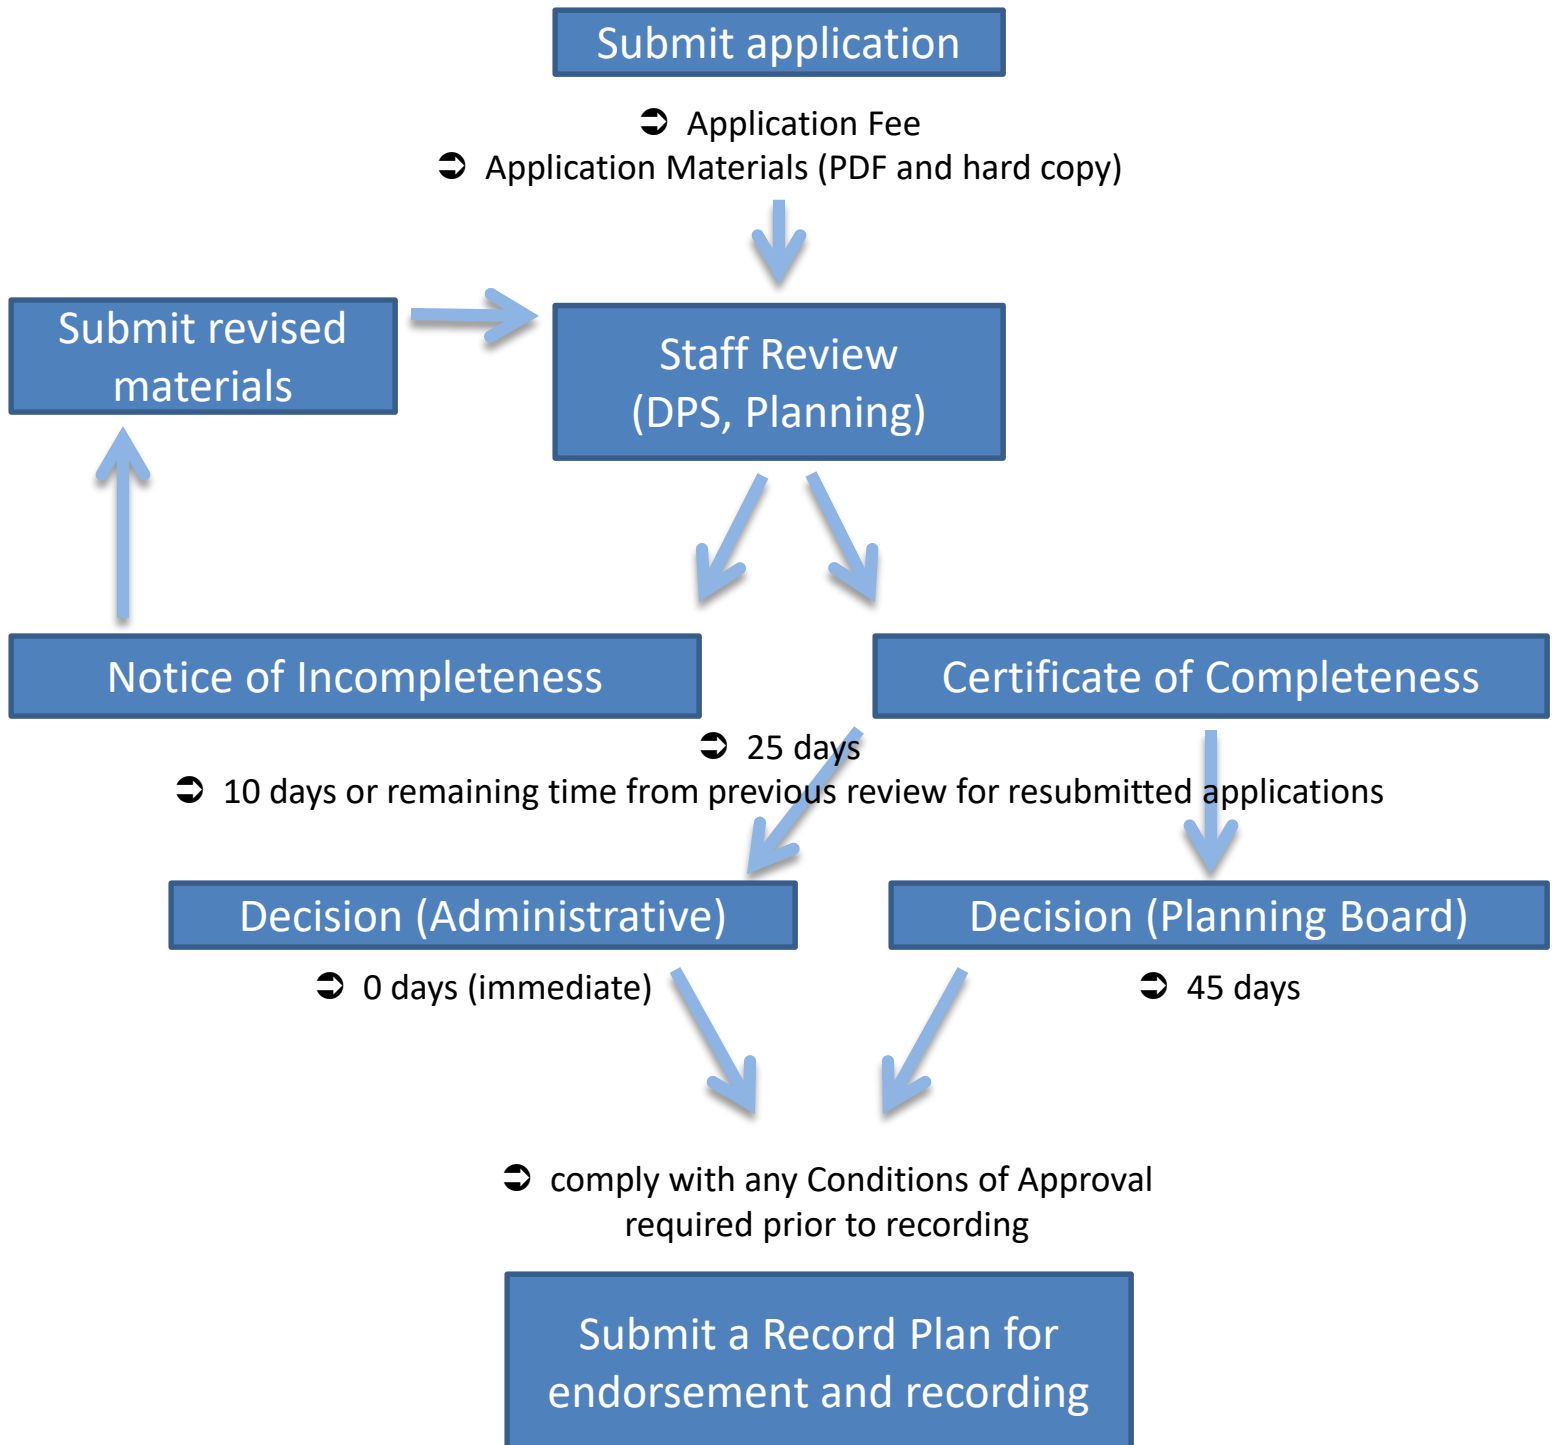 Submit application
➲ Application Fee
➲ Application Materials (PDF and hard copy)
Submit revised
materials
Staff Review
(DPS, Planning)
Notice of Incompleteness
Certificate of Completeness
➲ 25 days
➲ 10 days or remaining time from previous review for resubmitted applications
Decision (Administrative)
Decision (Planning Board)
➲ 0 days (immediate)
➲ 45 days
➲ comply with any Conditions of Approval
required prior to recording
Submit a Record Plan for
endorsement and recording